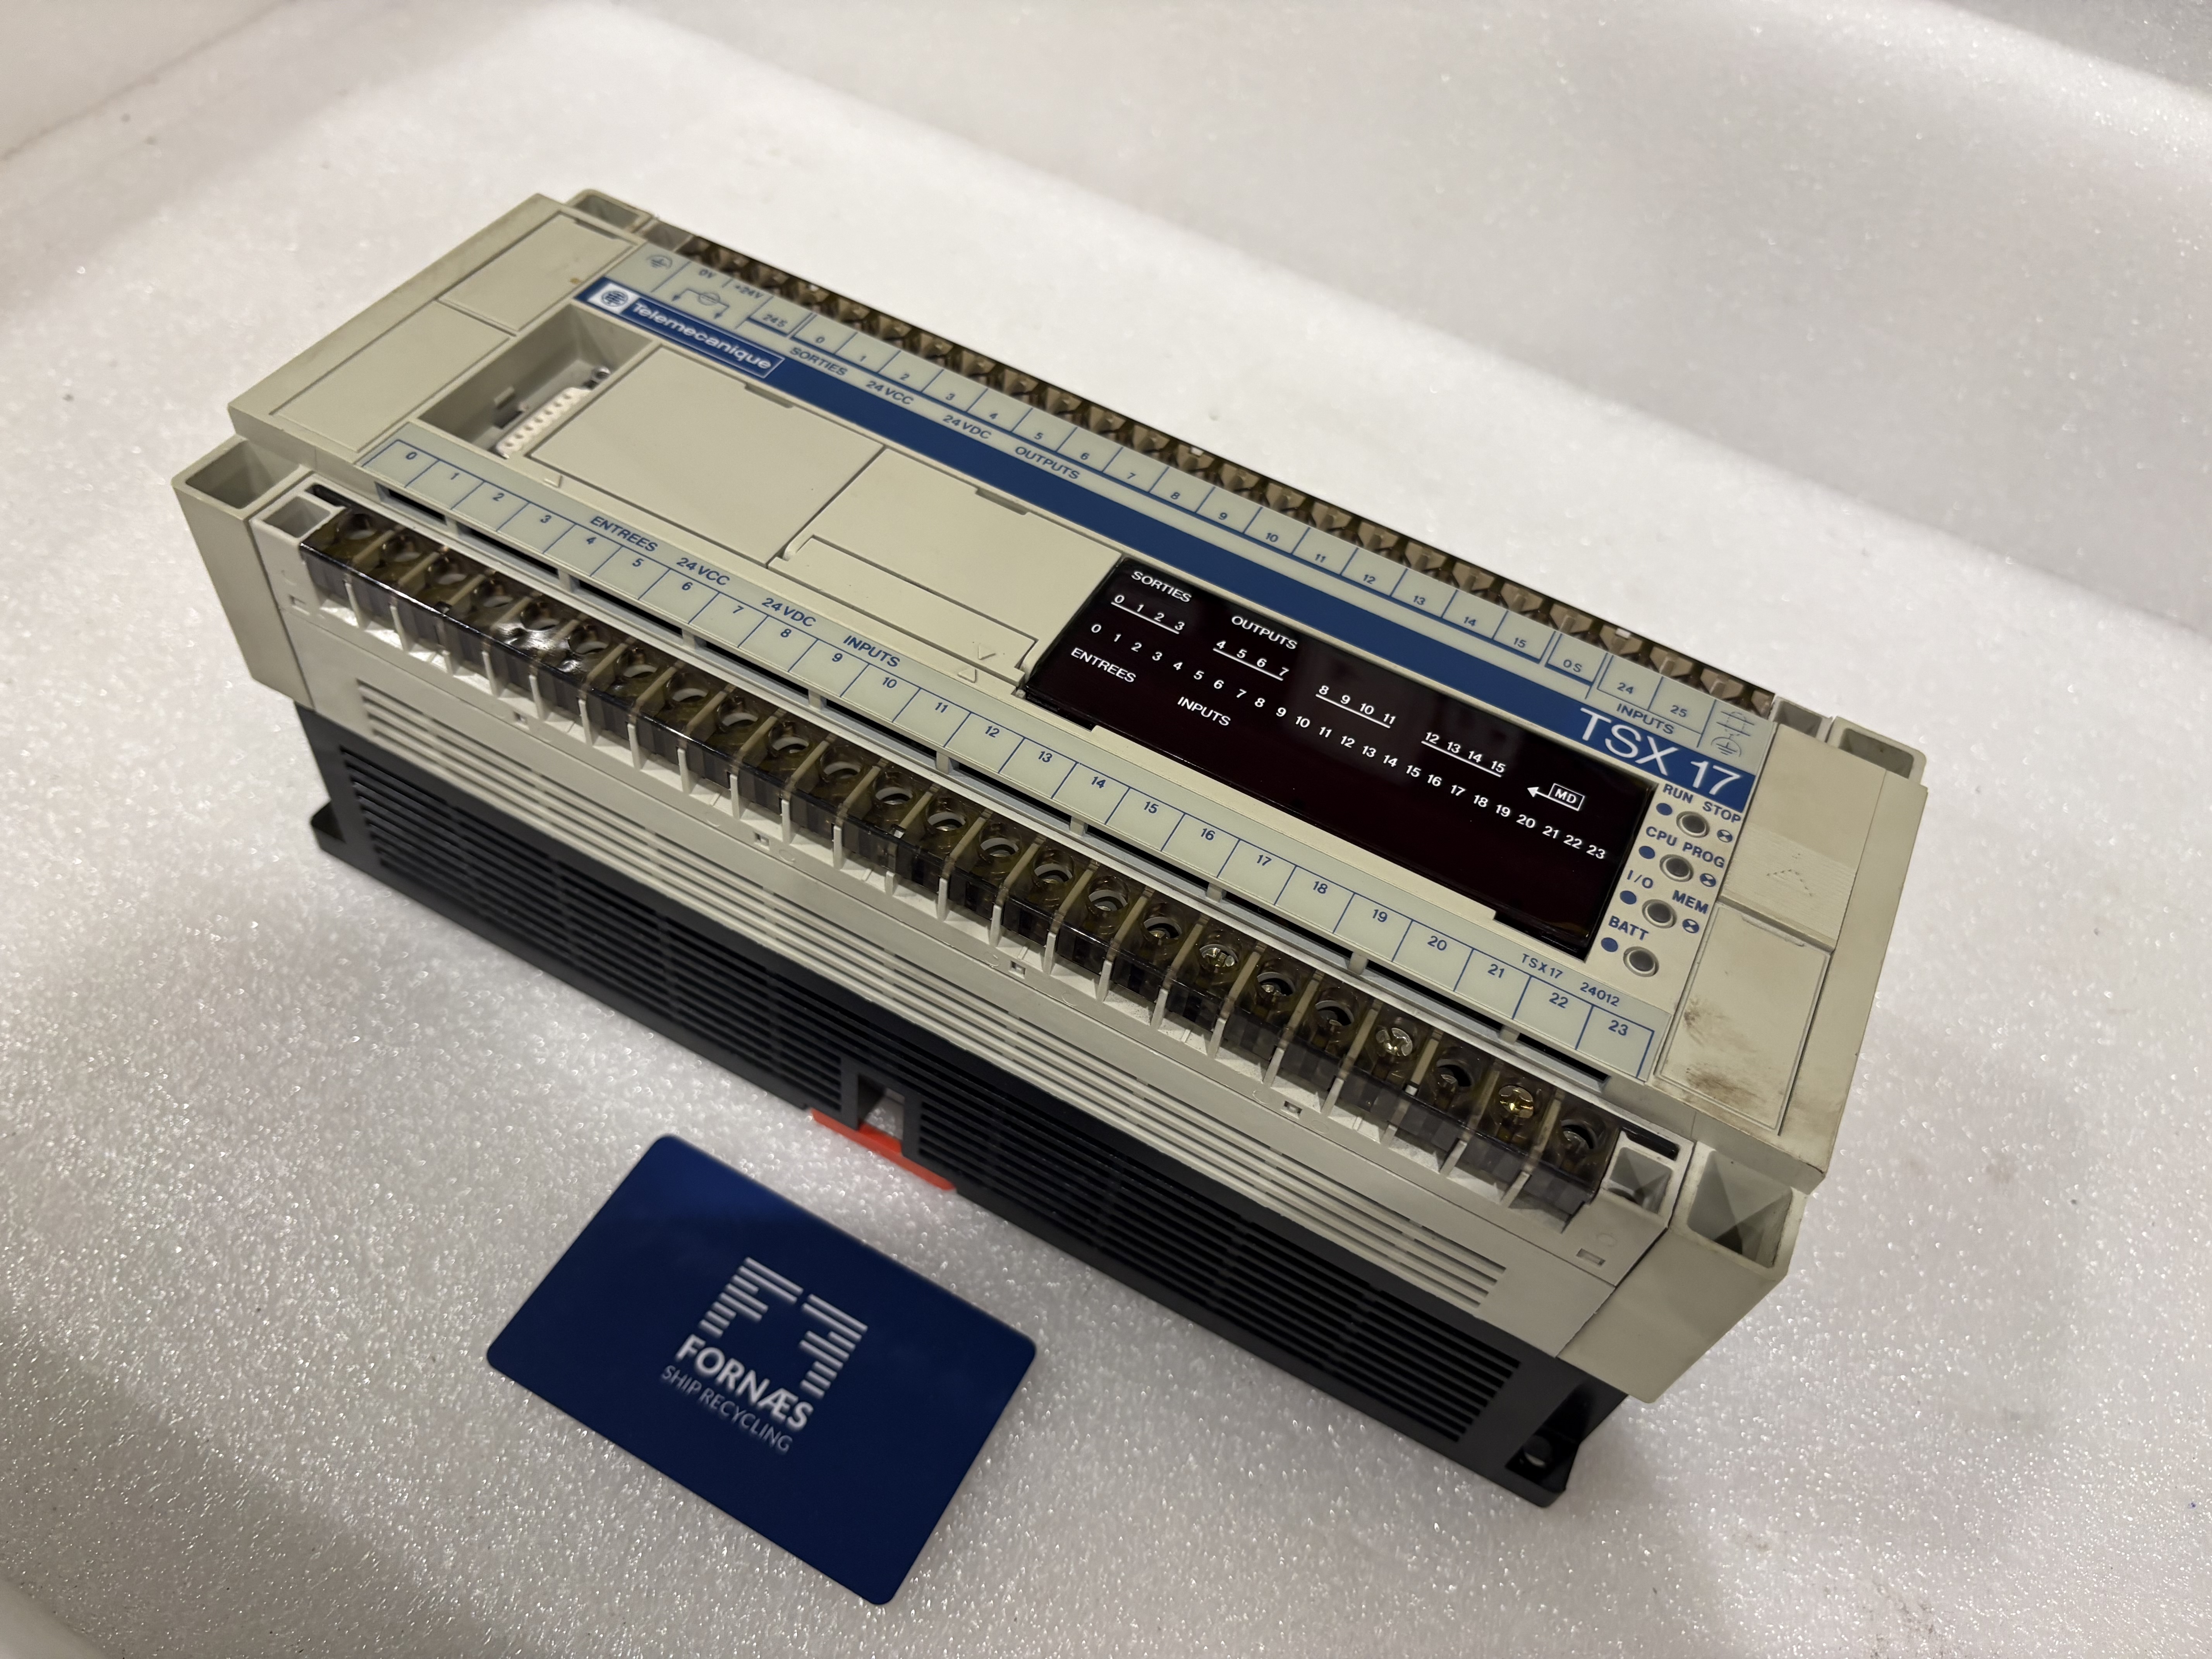 0V +24V
24S 0 1 2 3 4 5 6 7 8 9 10 11 12 13 14 15 0S 24 25
SORTIES 24VCC 24VDC OUTPUTS
INPUTS
Telemecanique
TSX 17
SORTIES OUTPUTS
0 1 2 3 4 5 6 7 8 9 10 11 12 13 14 15
MD
0 1 2 3 4 5 6 7 8 9 10 11 12 13 14 15 16 17 18 19 20 21 22 23
ENTREES INPUTS
RUN STOP
CPU PROG
I/O MEM
BATT
ENTREES 24VCC 24VDC INPUTS
TSX17 24012
0 1 2 3 4 5 6 7 8 9 10 11 12 13 14 15 16 17 18 19 20 21 22 23
FORNÆS
SHIP RECYCLING